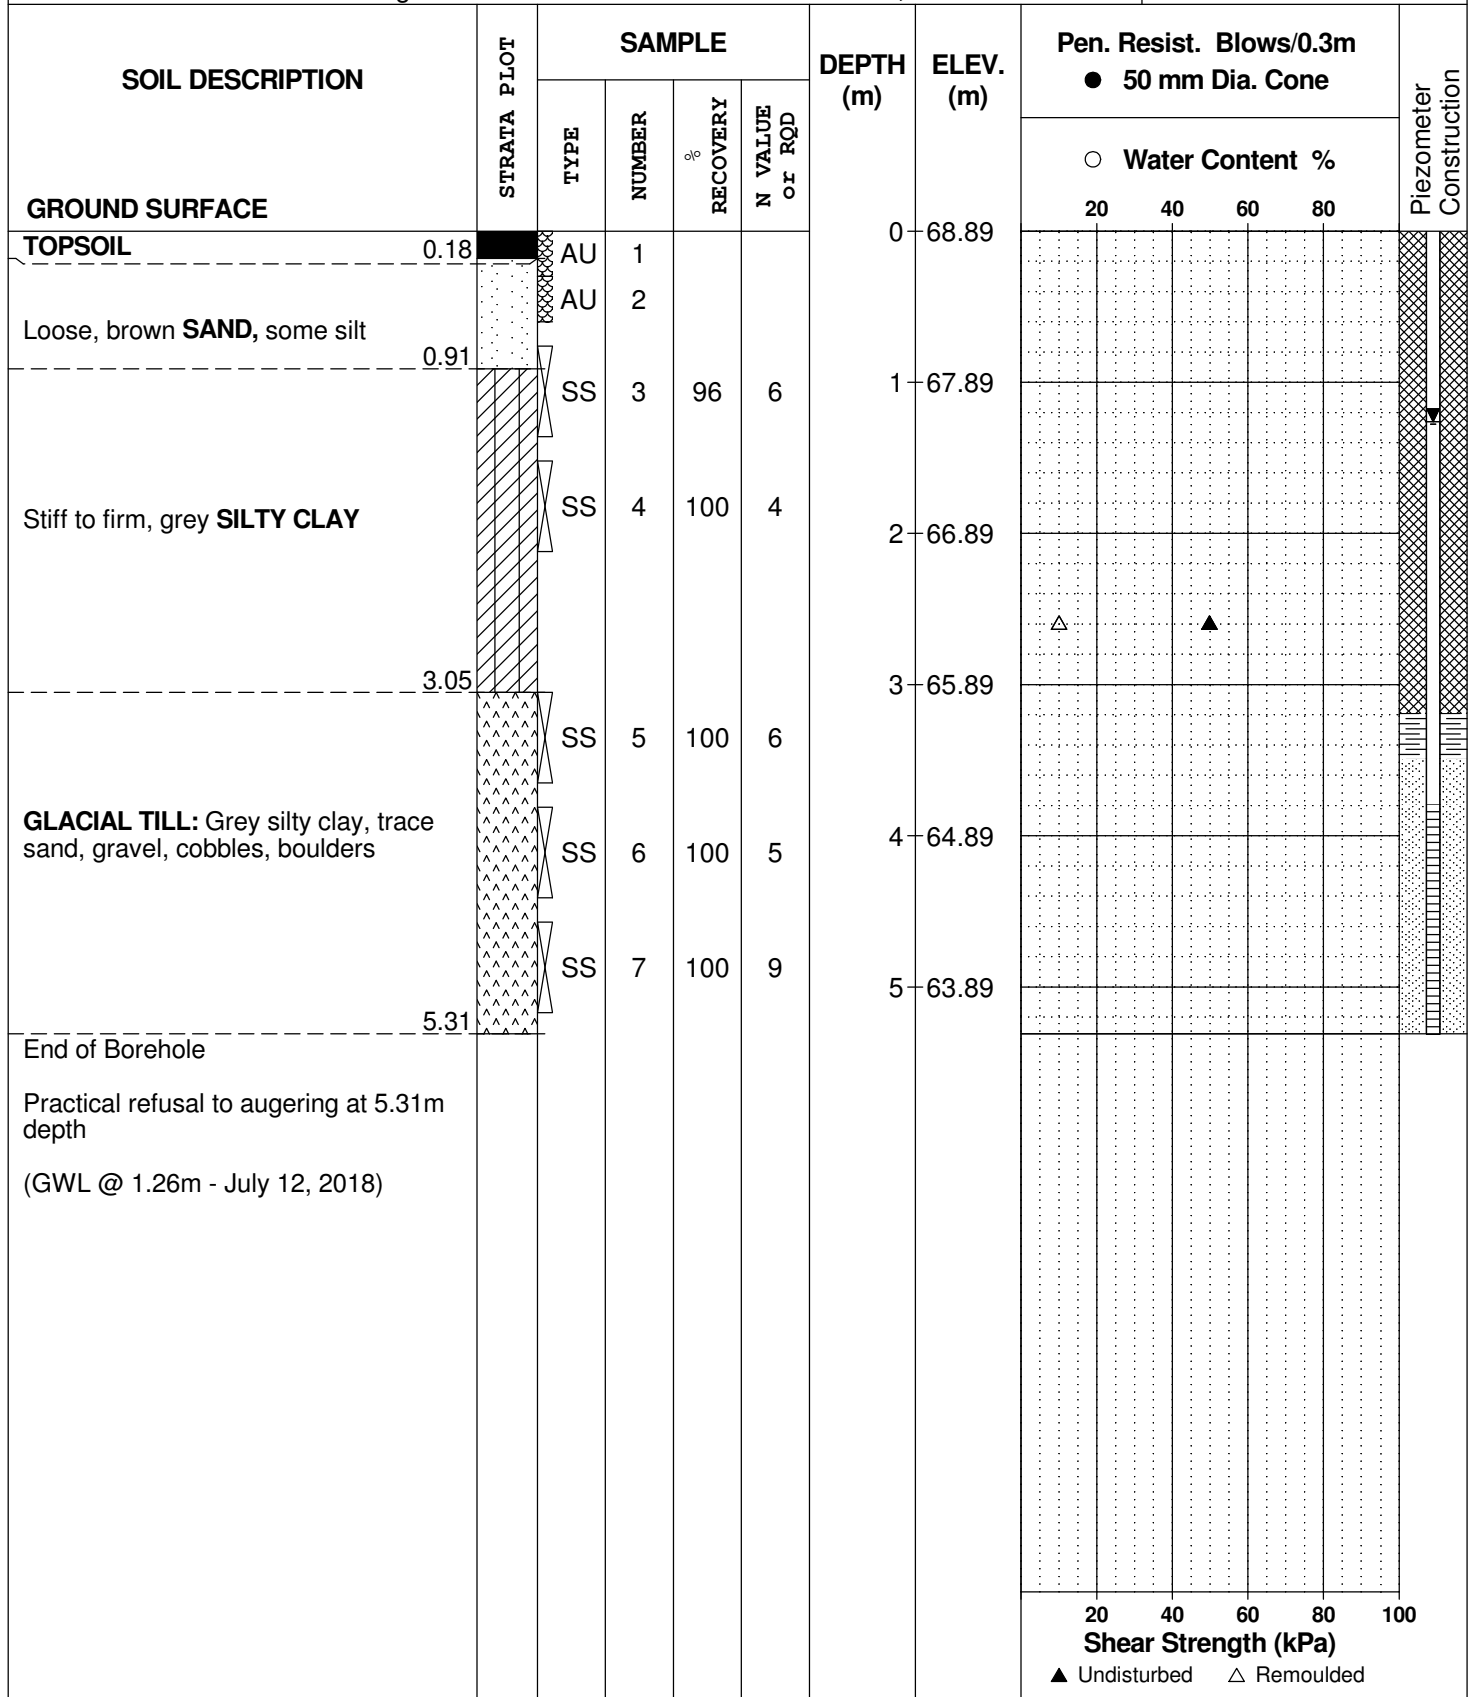 SOIL DESCRIPTION
GROUND SURFACE
STRATA PLOT
SAMPLE
TYPE
NUMBER
% RECOVERY
N VALUE or RQD
DEPTH (m)
ELEV. (m)
Pen. Resist. Blows/0.3m
● 50 mm Dia. Cone
○ Water Content %
20 40 60 80
Piezometer Construction
TOPSOIL 0.18
AU 1
0 68.89
AU 2
Loose, brown SAND, some silt
0.91
SS 3 96 6
1 67.89
Stiff to firm, grey SILTY CLAY
SS 4 100 4
2 66.89
3.05
3 65.89
SS 5 100 6
GLACIAL TILL: Grey silty clay, trace
sand, gravel, cobbles, boulders
SS 6 100 5
4 64.89
SS 7 100 9
5 63.89
5.31
End of Borehole
Practical refusal to augering at 5.31m
depth
(GWL @ 1.26m - July 12, 2018)
20 40 60 80 100
Shear Strength (kPa)
▲ Undisturbed △ Remoulded